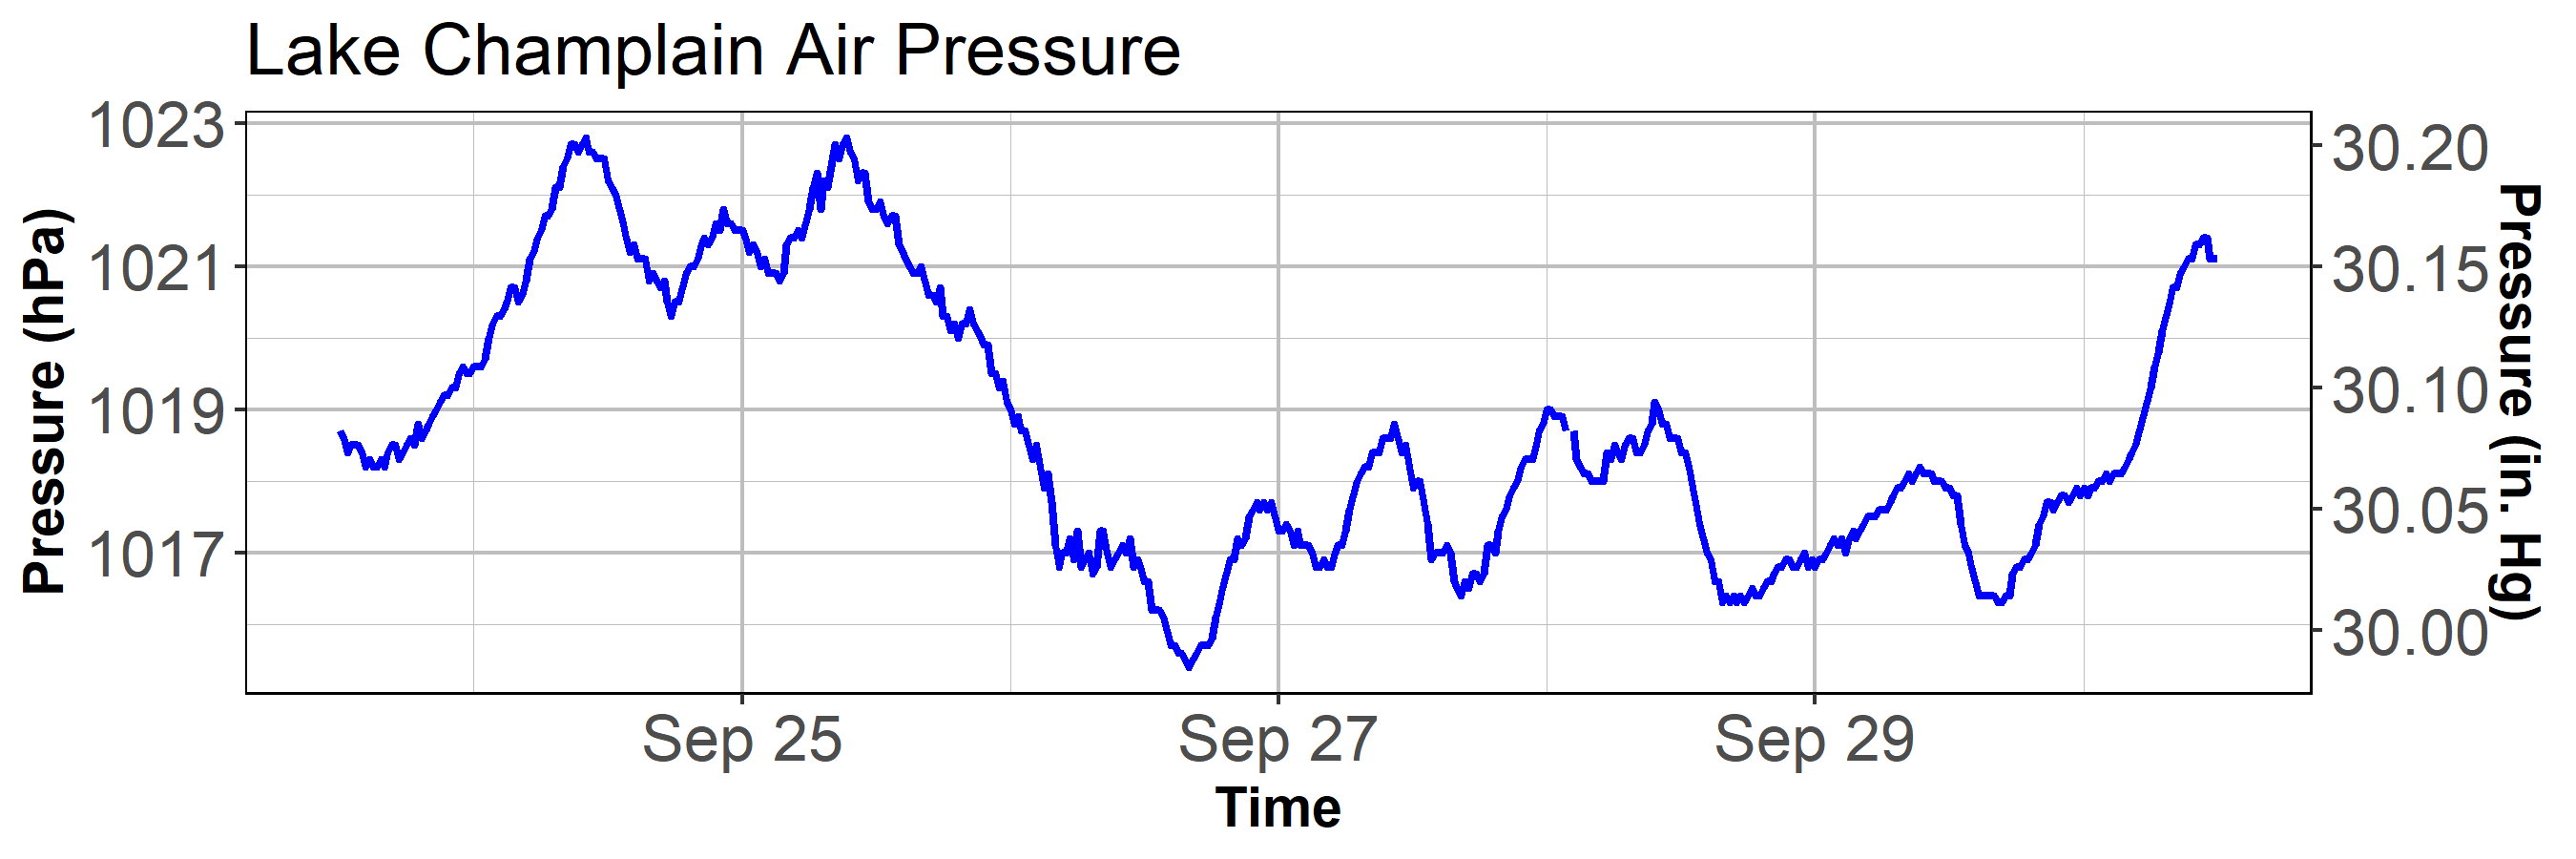 Lake Champlain Air Pressure
Pressure (hPa)
1023
1021
1019
1017
30.20
30.15
30.10
30.05
30.00
Pressure (in. Hg)
Sep 25 Sep 27 Sep 29
Time